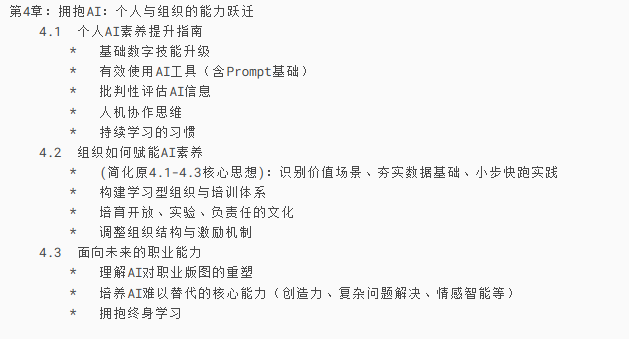 第4章：拥抱AI：个人与组织的能力跃迁
4.1 个人AI素养提升指南
* 基础数字技能升级
* 有效使用AI工具（含Prompt基础）
* 批判性评估AI信息
* 人机协作思维
* 持续学习的习惯
4.2 组织如何赋能AI素养
* (简化原4.1-4.3核心思想)：识别价值场景、夯实数据基础、小步快跑实践
* 构建学习型组织与培训体系
* 培育开放、实验、负责任的文化
* 调整组织结构与激励机制
4.3 面向未来的职业能力
* 理解AI对职业版图的重塑
* 培养AI难以替代的核心能力（创造力、复杂问题解决、情感智能等）
* 拥抱终身学习